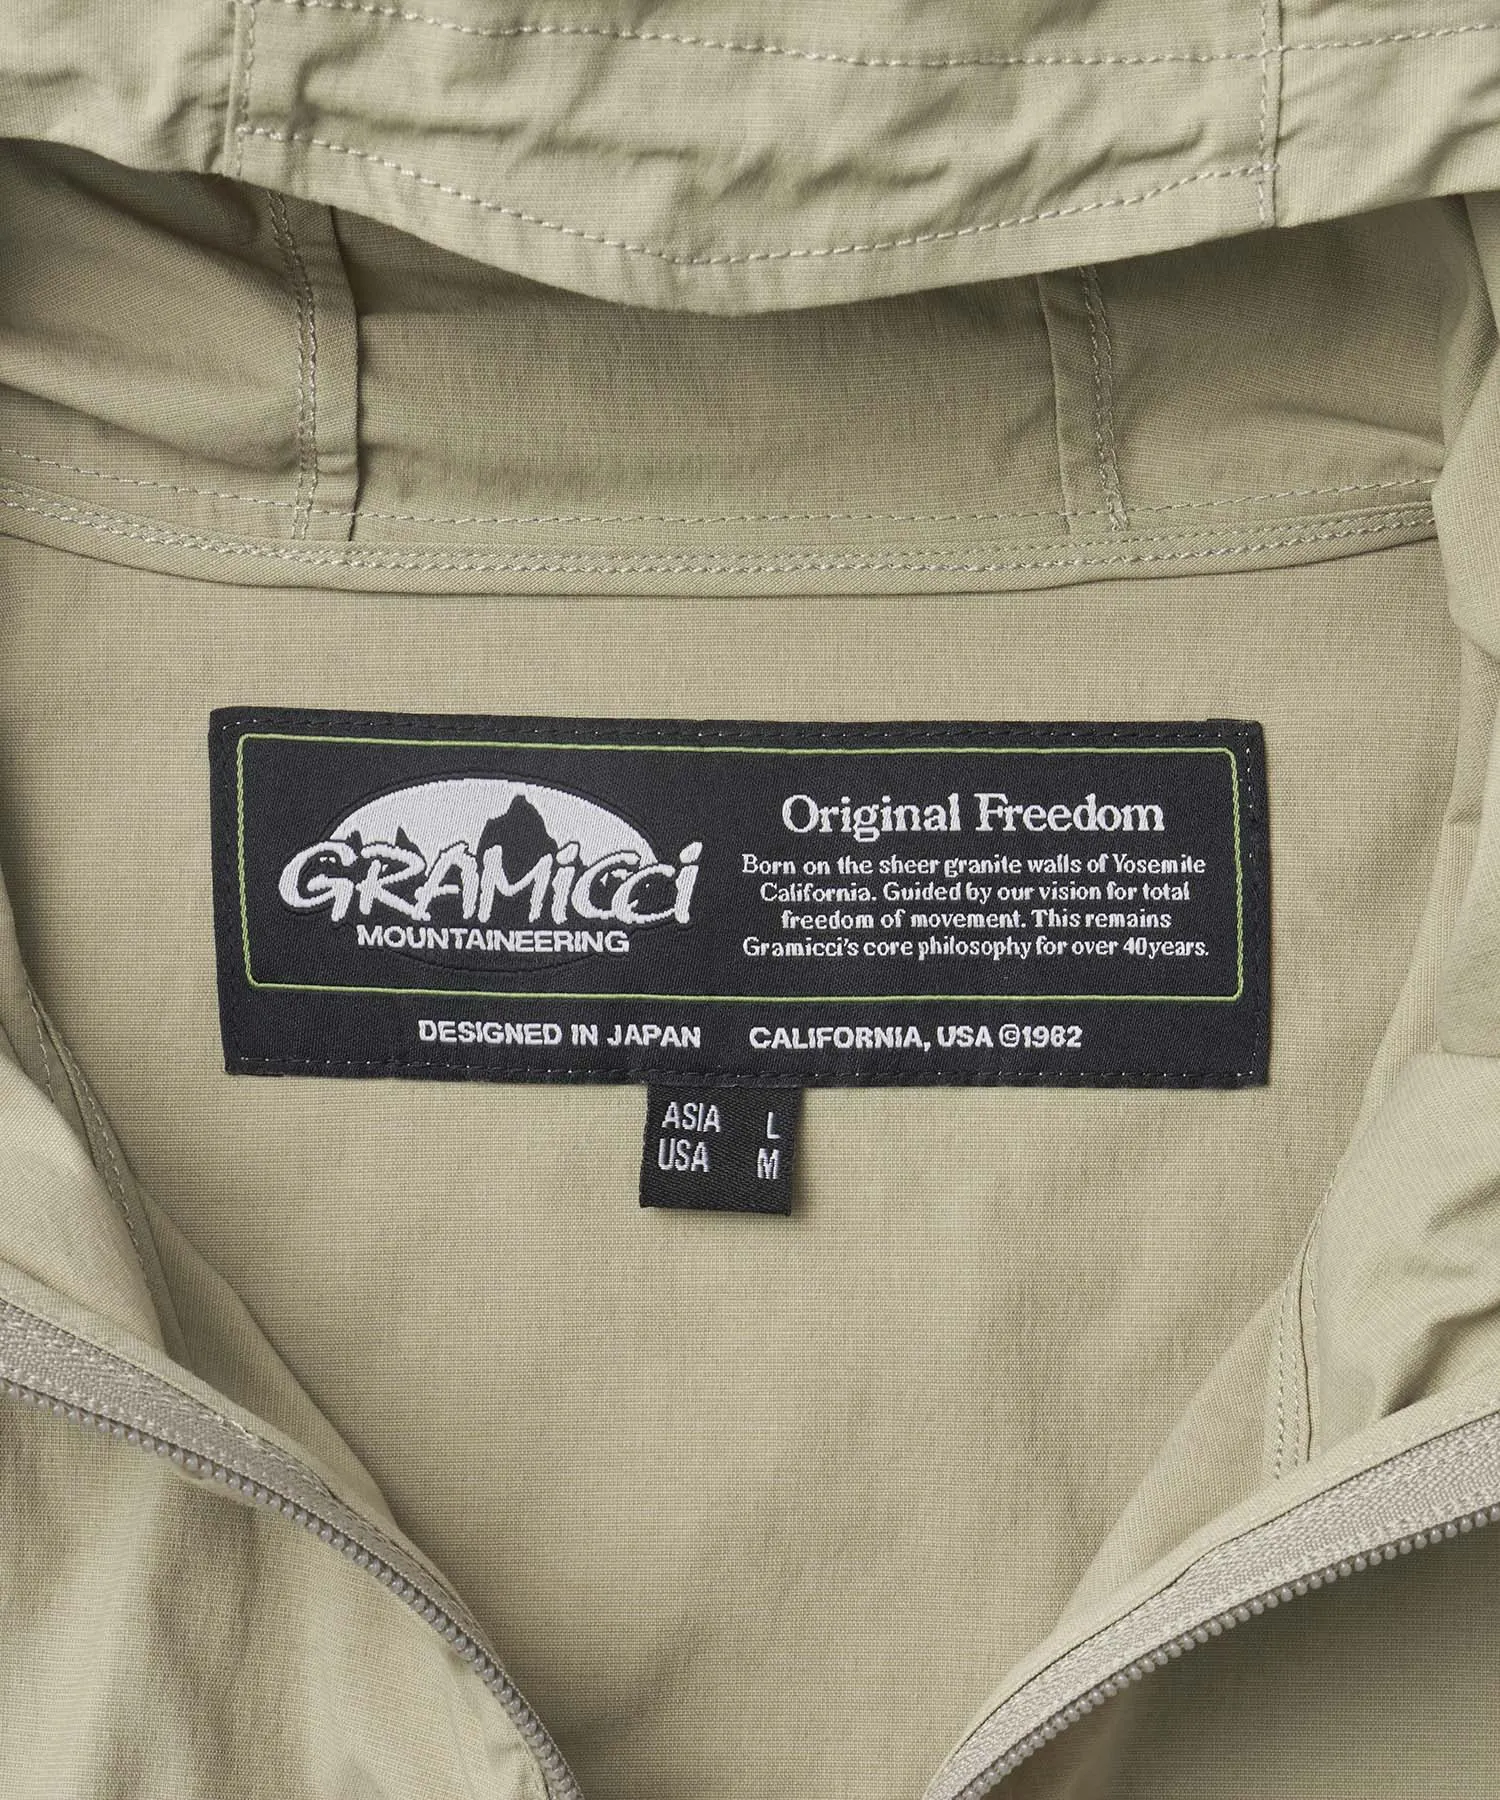 GRAMiCCi
MOUNTAINEERING
Original Freedom
Born on the sheer granite walls of Yosemite
California. Guided by our vision for total
freedom of movement. This remains
Gramicci's core philosophy for over 40years.
DESIGNED IN JAPAN CALIFORNIA, USA ©1982
ASIA L
USA M